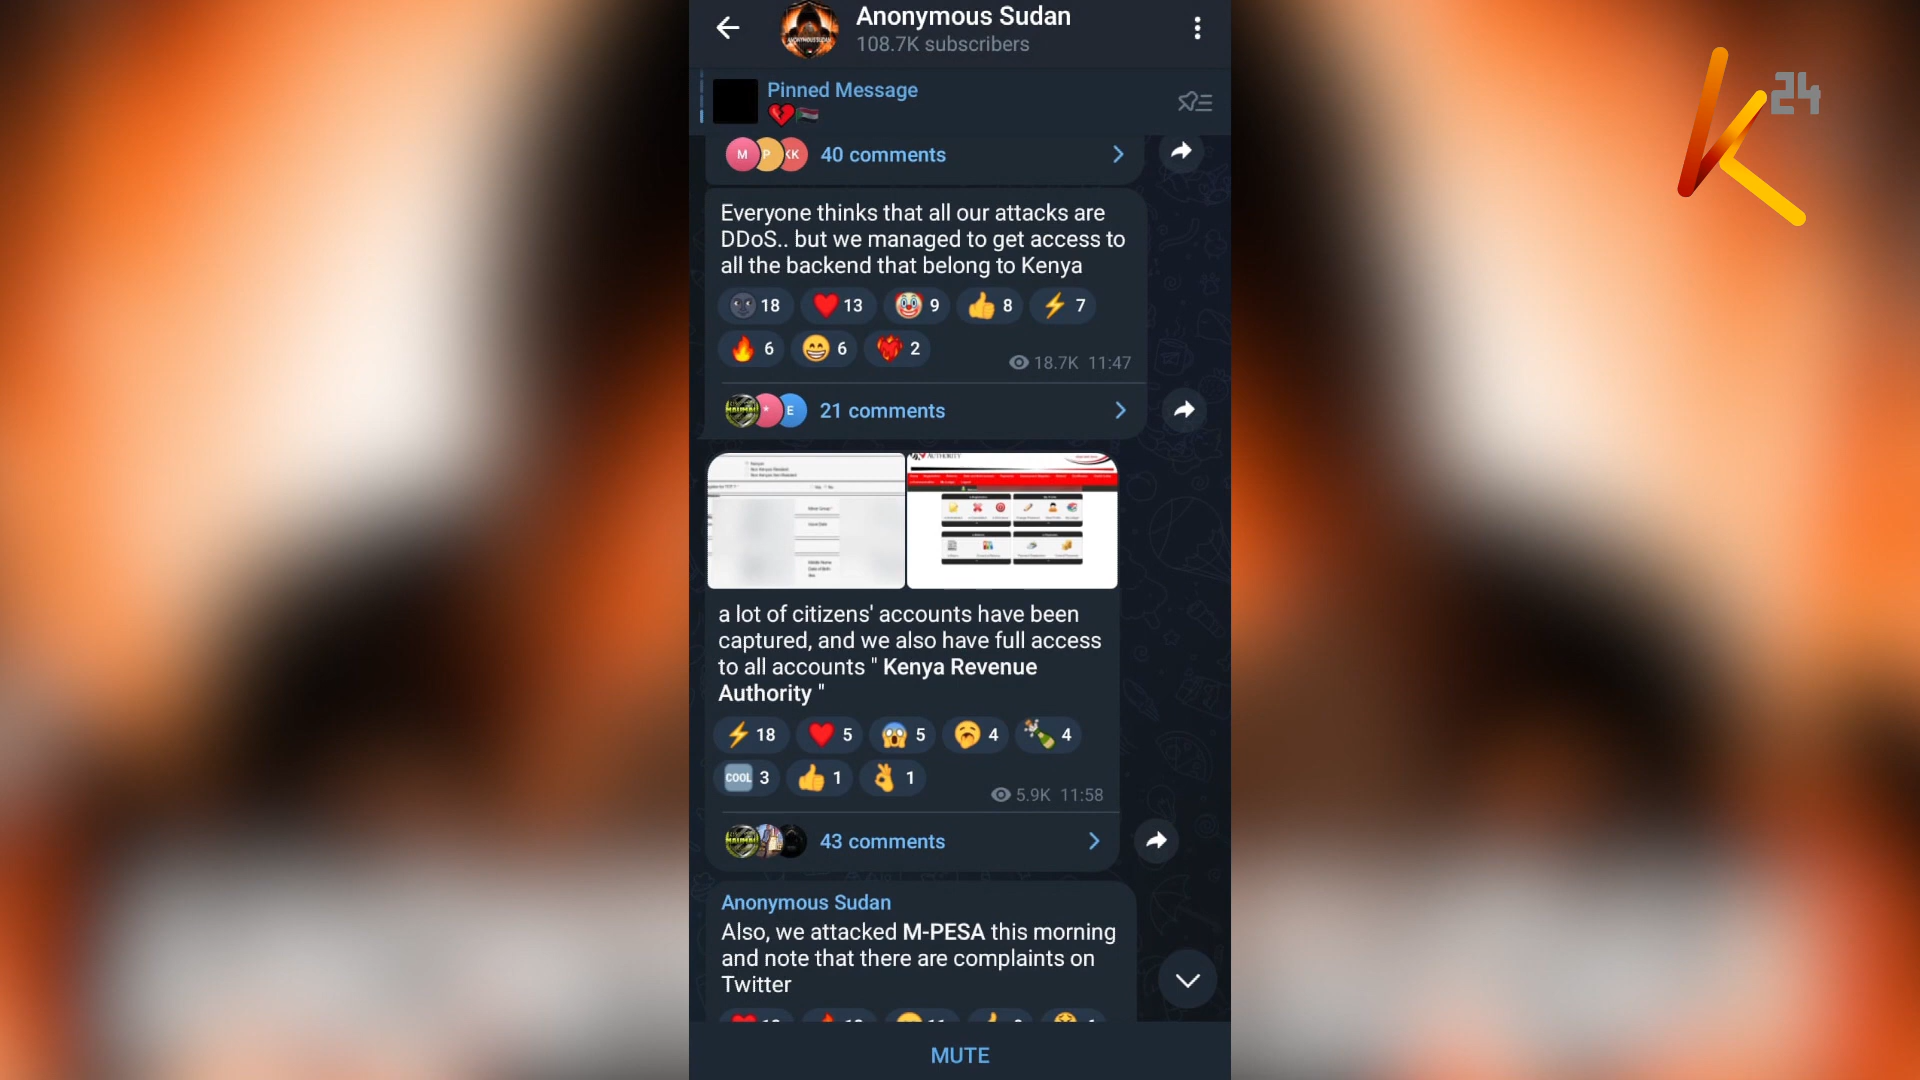 Anonymous Sudan
108.7K subscribers
24
Pinned Message
M P KK 40 comments
Everyone thinks that all our attacks are
DDoS.. but we managed to get access to
all the backend that belong to Kenya
18 13 9 8 7
6 6 2 18.7K 11:47
E 21 comments
AUTHORITY
a lot of citizens' accounts have been
captured, and we also have full access
to all accounts " Kenya Revenue
Authority "
18 5 5 4 4
COOL 3 1 1 5.9K 11:58
43 comments
Anonymous Sudan
Also, we attacked M-PESA this morning
and note that there are complaints on
Twitter
MUTE